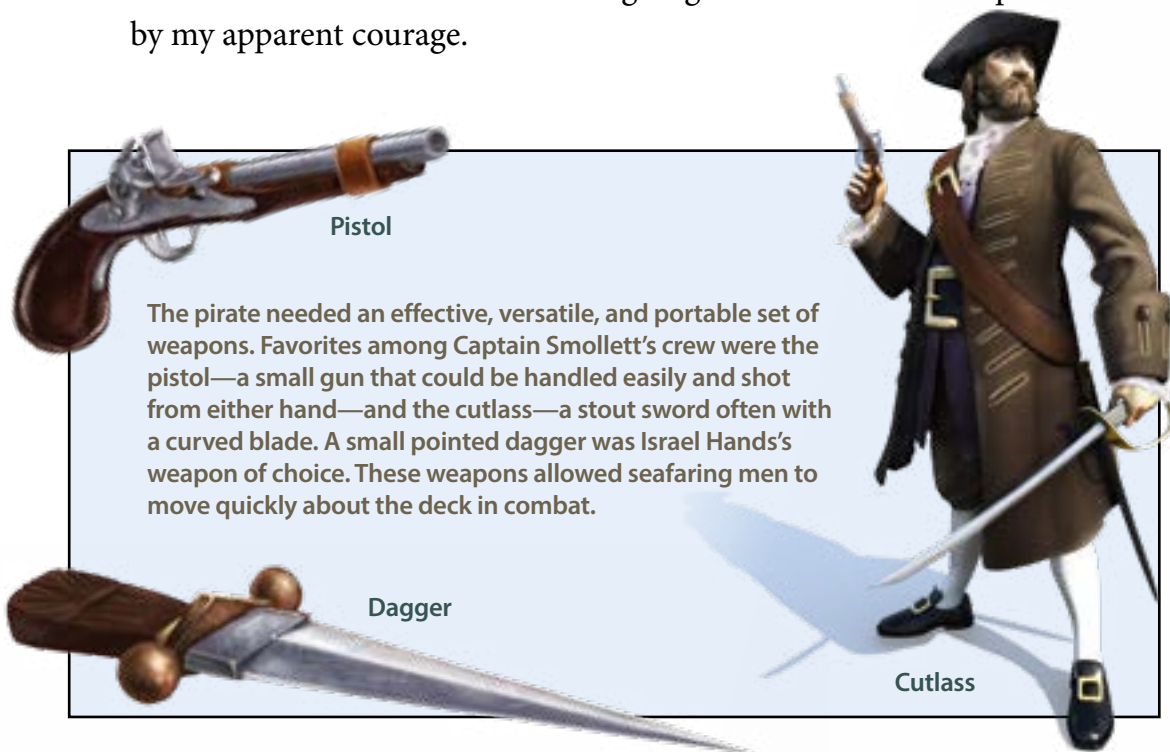 by my apparent courage.
Pistol
The pirate needed an effective, versatile, and portable set of
weapons. Favorites among Captain Smollett’s crew were the
pistol—a small gun that could be handled easily and shot
from either hand—and the cutlass—a stout sword often with
a curved blade. A small pointed dagger was Israel Hands’s
weapon of choice. These weapons allowed seafaring men to
move quickly about the deck in combat.
Dagger
Cutlass